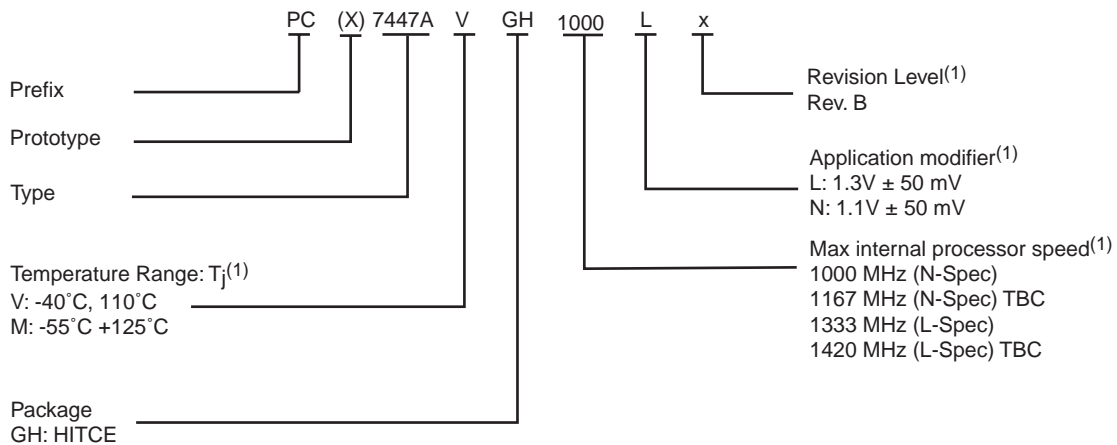 PC (X) 7447A V GH 1000 L x
Prefix
Prototype
Type
Temperature Range: Tj(1)
V: -40˚C, 110˚C
M: -55˚C +125˚C
Package
GH: HITCE
Revision Level(1)
Rev. B
Application modifier(1)
L: 1.3V ± 50 mV
N: 1.1V ± 50 mV
Max internal processor speed(1)
1000 MHz (N-Spec)
1167 MHz (N-Spec) TBC
1333 MHz (L-Spec)
1420 MHz (L-Spec) TBC